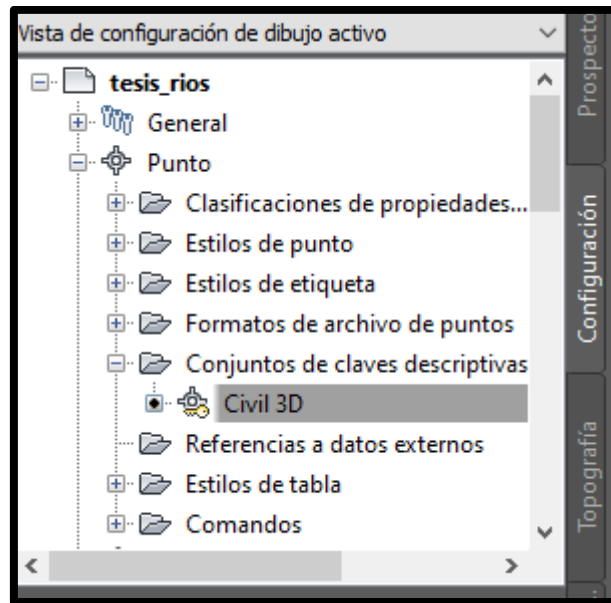 Vista de configuración de dibujo activo
tesis_rios
General
Punto
Clasificaciones de propiedades...
Estilos de punto
Estilos de etiqueta
Formatos de archivo de puntos
Conjuntos de claves descriptivas
Civil 3D
Referencias a datos externos
Estilos de tabla
Comandos
Prospecto
Configuración
Topografía